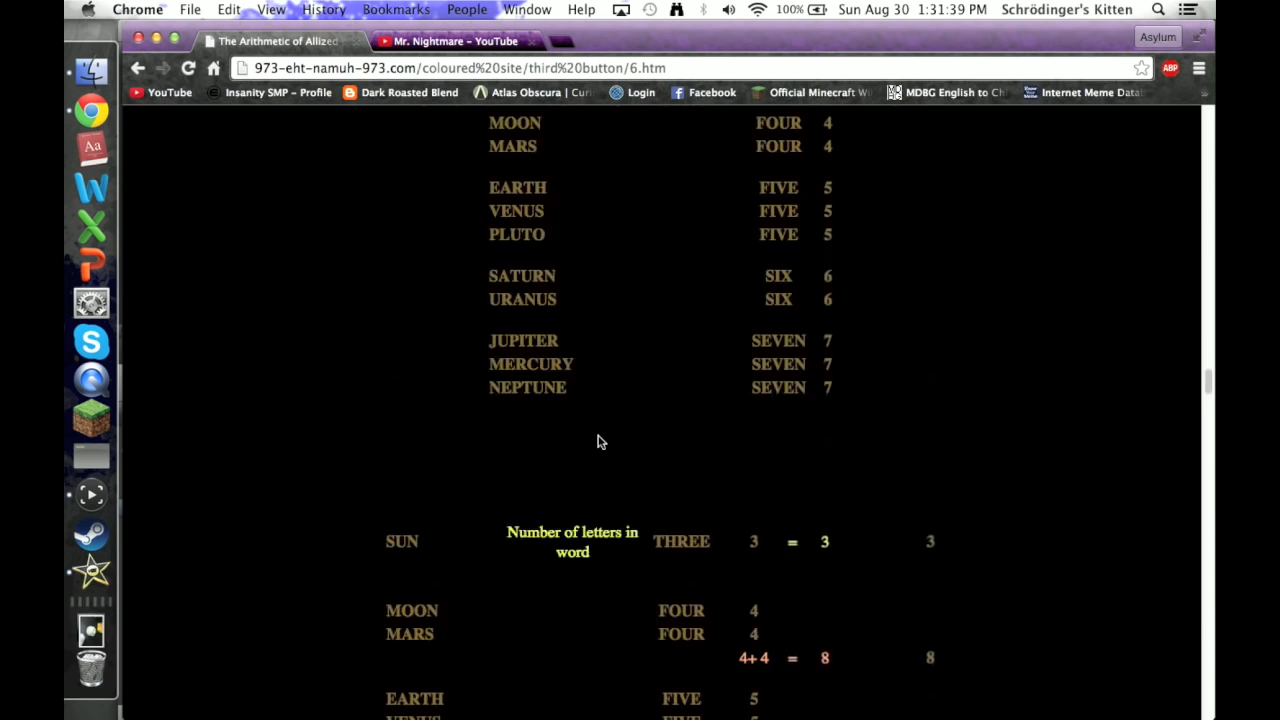 Chrome File Edit View History Bookmarks People Window Help 100% Sun Aug 30 1:31:39 PM Schrödinger's Kitten
The Arithmetic of Allized Mr. Nightmare - YouTube Asylum
973-eht-namuh-973.com/coloured%20site/third%20button/6.htm ABP
YouTube Insanity SMP - Profile Dark Roasted Blend Atlas Obscura | Curi Login Facebook Official Minecraft Wi MDBG English to Chi Internet Meme Datab »
MOON FOUR 4
MARS FOUR 4
EARTH FIVE 5
VENUS FIVE 5
PLUTO FIVE 5
SATURN SIX 6
URANUS SIX 6
JUPITER SEVEN 7
MERCURY SEVEN 7
NEPTUNE SEVEN 7
SUN Number of letters in word THREE 3 = 3 3
MOON FOUR 4
MARS FOUR 4
4+4 = 8 8
EARTH FIVE 5